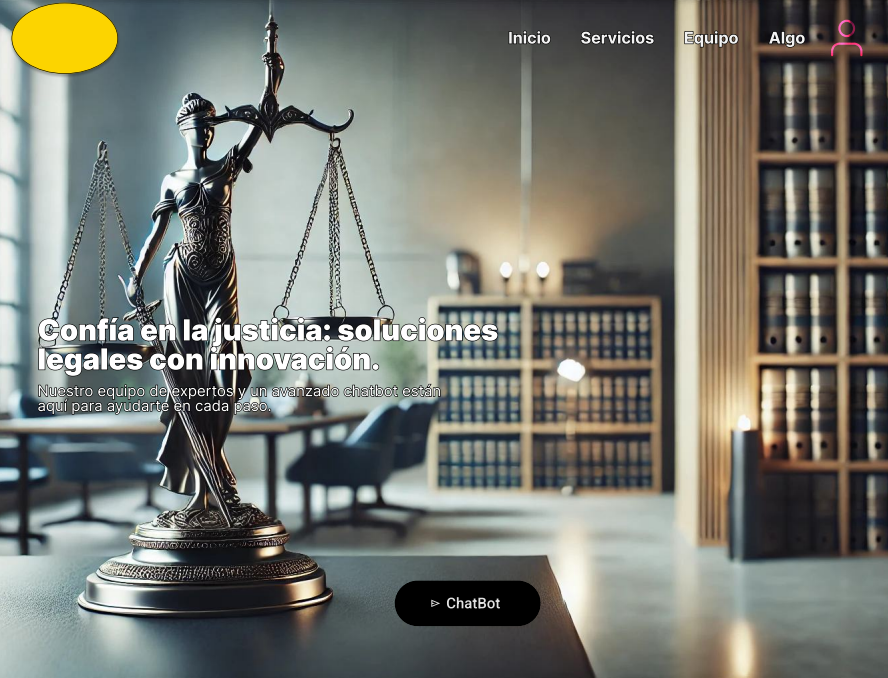 Inicio Servicios Equipo Algo
Confía en la justicia: soluciones
legales con innovación.
Nuestro equipo de expertos y un avanzado chatbot están
aquí para ayudarte en cada paso.
ChatBot